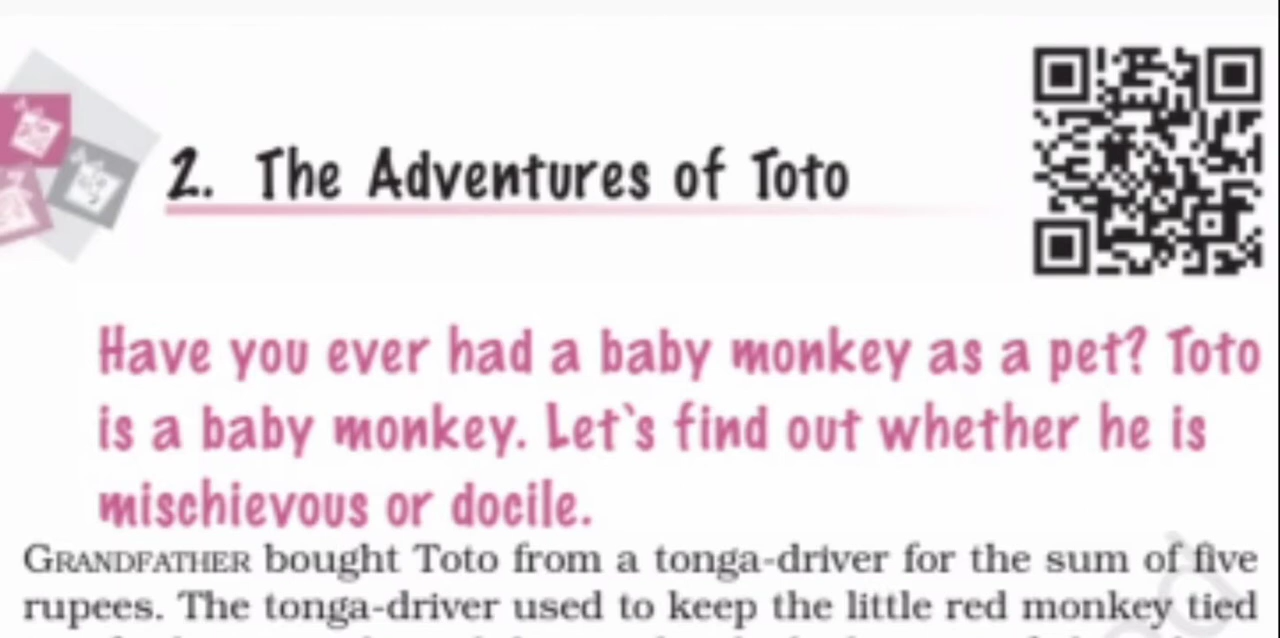 2. The Adventures of Toto
Have you ever had a baby monkey as a pet? Toto
is a baby monkey. Let`s find out whether he is
mischievous or docile.
GRANDFATHER bought Toto from a tonga-driver for the sum of five
rupees. The tonga-driver used to keep the little red monkey tied